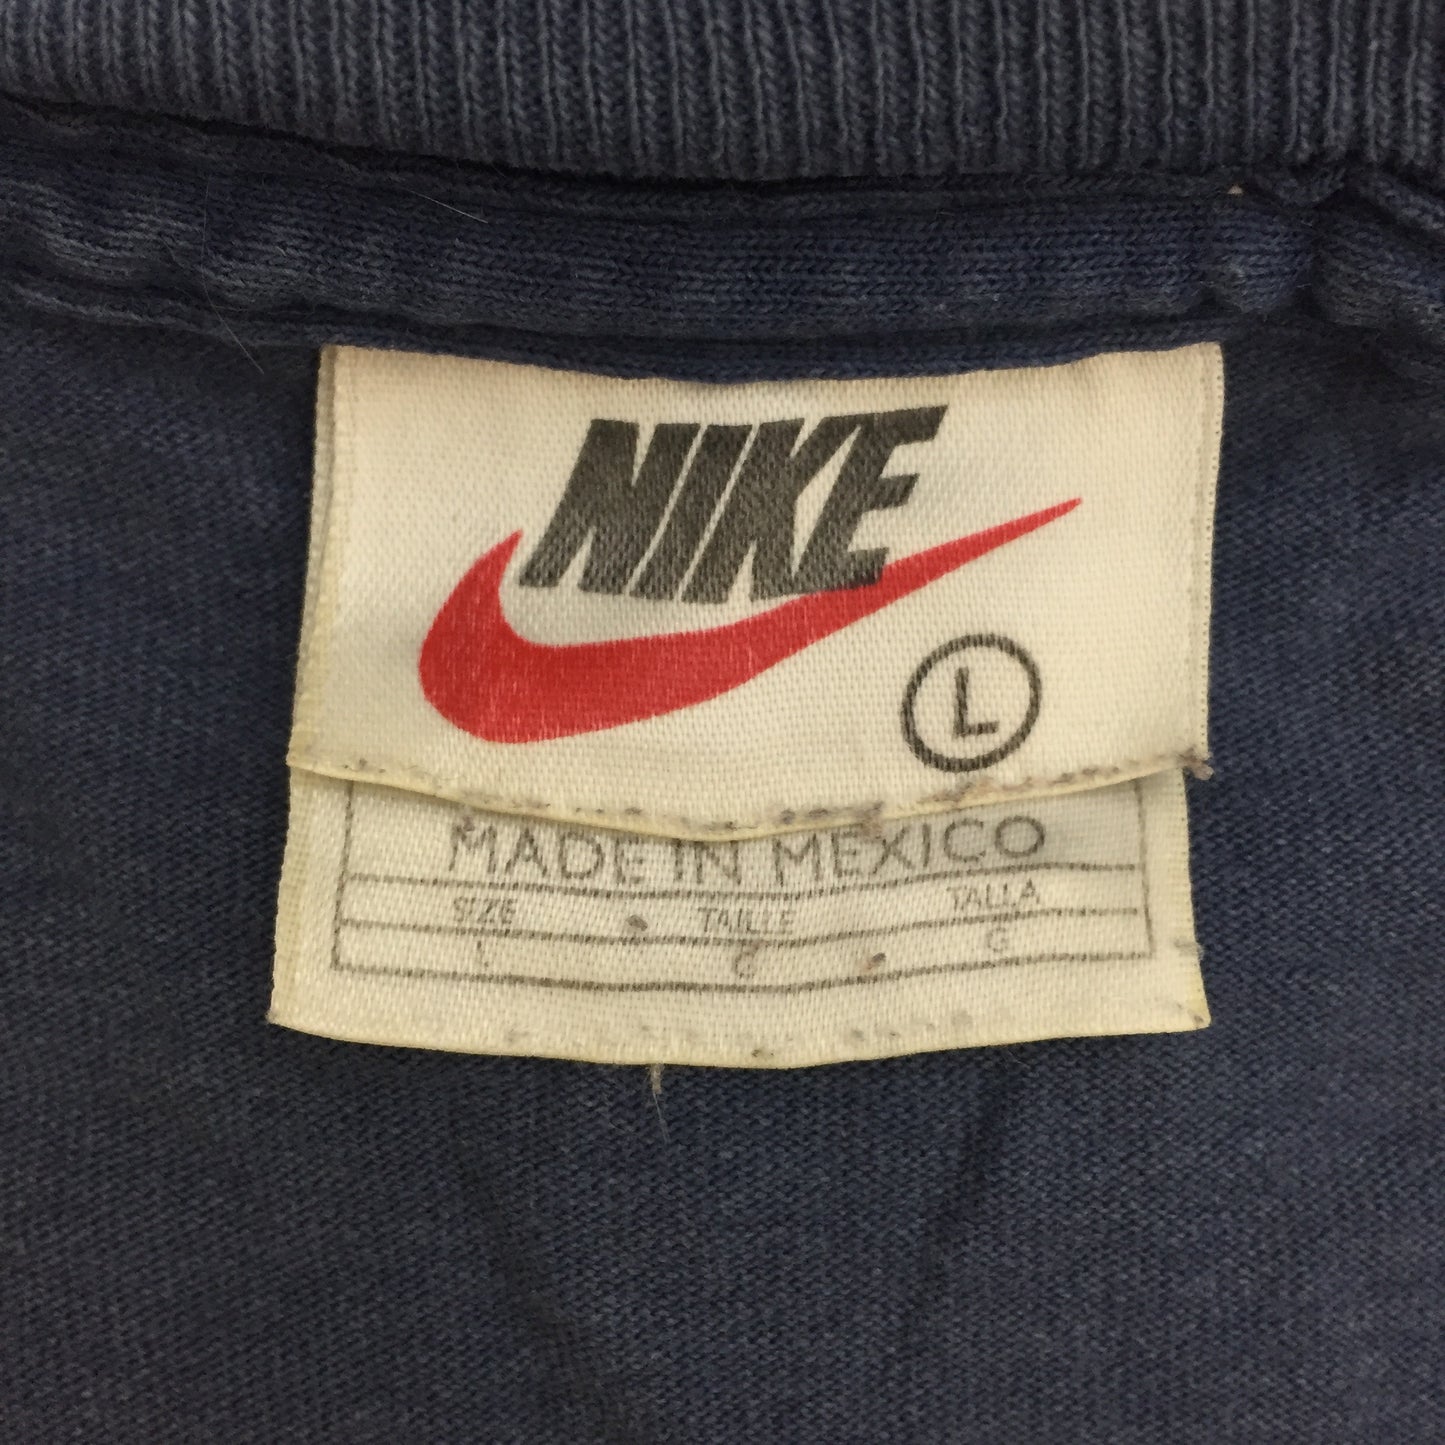 NIKE
L
MADE IN MEXICO
SIZE TAILLE TALLA
L G G